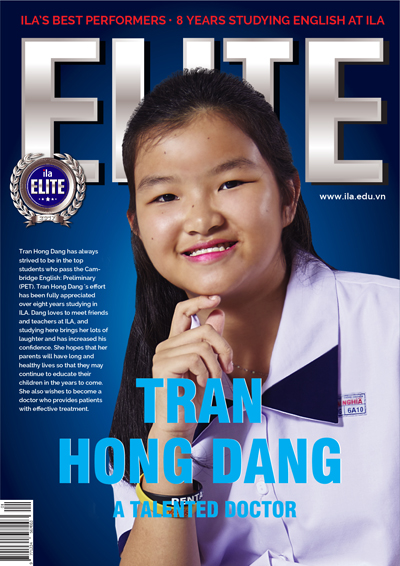 ILA'S BEST PERFORMERS • 8 YEARS STUDYING ENGLISH AT ILA
ELITE
ila
ELITE
2017
www.ila.edu.vn
Tran Hong Dang has always
strived to be in the top
students who pass the Cam-
bridge English: Preliminary
(PET). Tran Hong Dang 's effort
has been fully appreciated
over eight years studying in
ILA. Dang loves to meet friends
and teachers at ILA, and
studying here brings her lots of
laughter and has increased his
confidence. She hopes that her
parents will have long and
healthy lives so that they may
continue to educate their
children in the years to come.
She also wishes to become a
doctor who provides patients
with effective treatment.
NGHĨA
6A10
TRAN
HONG DANG
A TALENTED DOCTOR